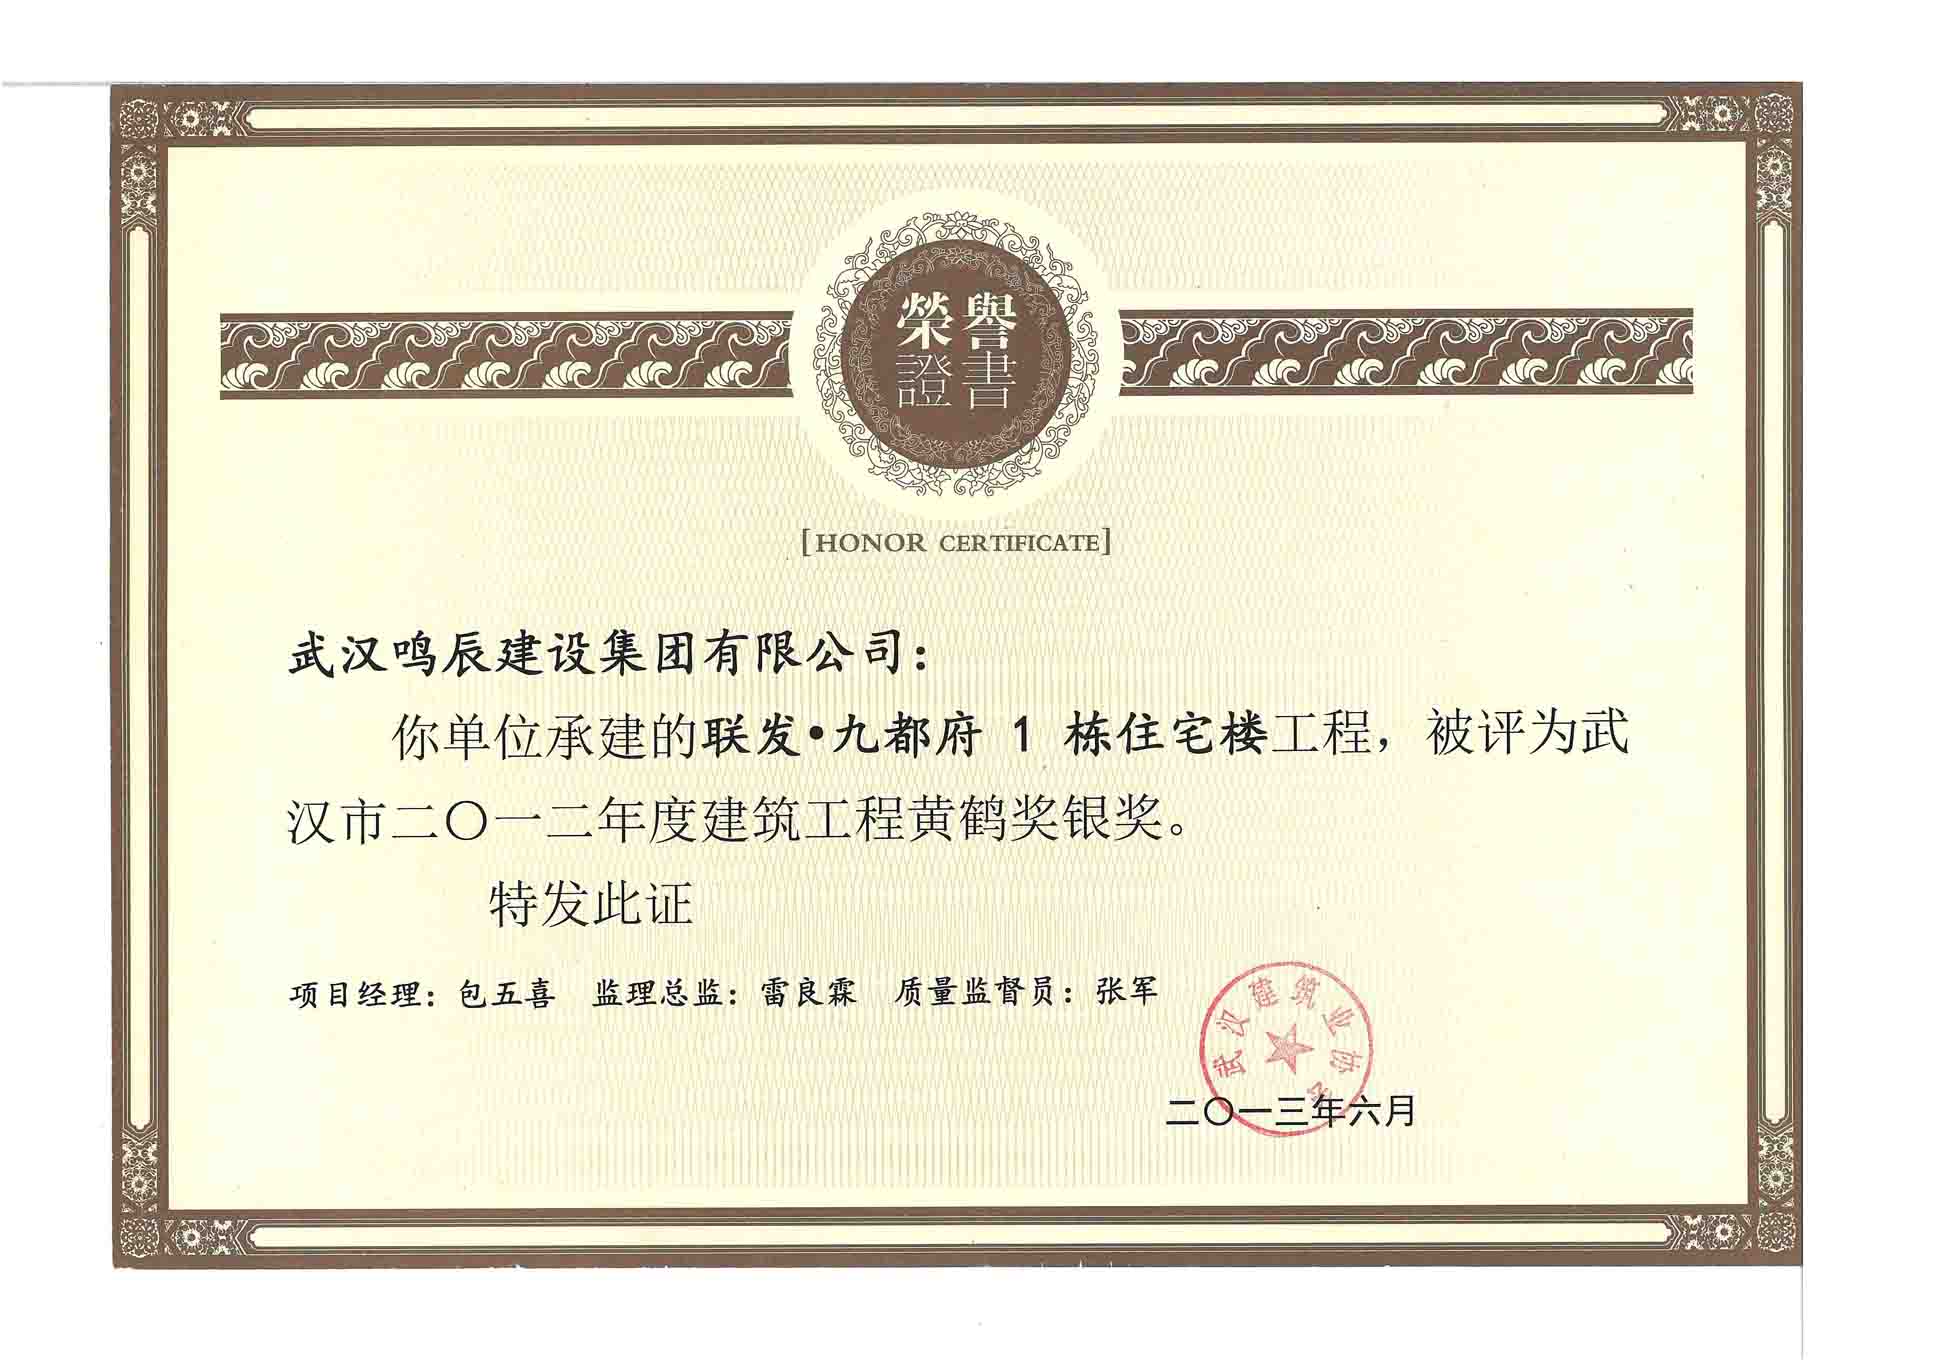 榮譽
證書
[HONOR CERTIFICATE]
武汉鸣辰建设集团有限公司：
你单位承建的联发•九都府 1 栋住宅楼工程，被评为武
汉市二〇一二年度建筑工程黄鹤奖银奖。
特发此证
项目经理：包五喜 监理总监：雷良霖 质量监督员：张军
武汉建筑业协会
二〇一三年六月